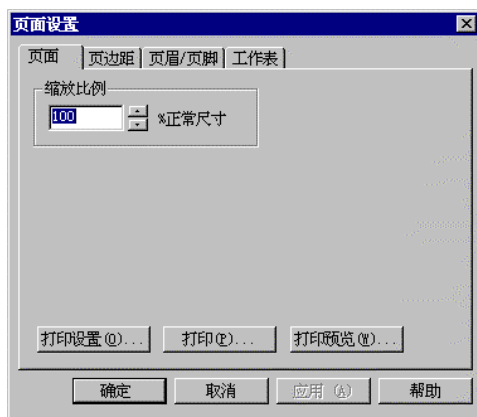 页面设置
页面 页边距 页眉/页脚 工作表
缩放比例
100 %正常尺寸
打印设置(O)... 打印(P)... 打印预览(W)...
确定 取消 应用 (A) 帮助